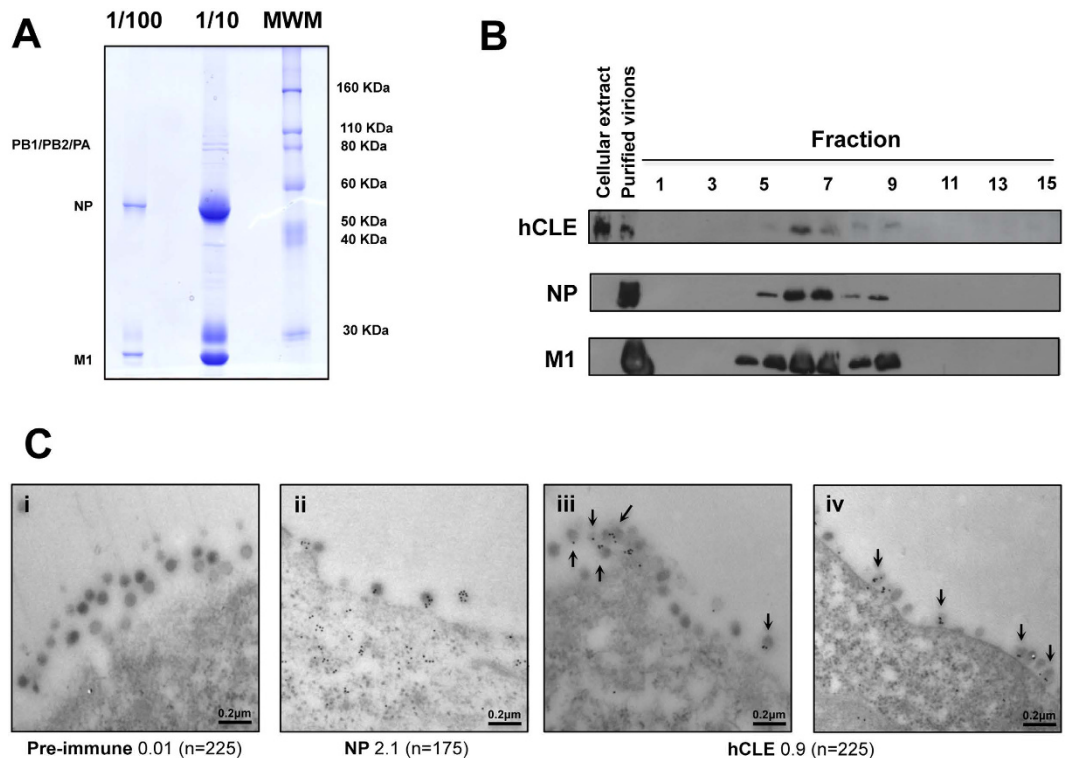 A
1/100 1/10 MWM
160 KDa
110 KDa
PB1/PB2/PA
80 KDa
60 KDa
NP
50 KDa
40 KDa
30 KDa
M1
B
Cellular extract
Purified virions
Fraction
1 3 5 7 9 11 13 15
hCLE
NP
M1
C
i
ii
iii
iv
0.2µm
0.2µm
0.2µm
0.2µm
Pre-immune 0.01 (n=225)
NP 2.1 (n=175)
hCLE 0.9 (n=225)